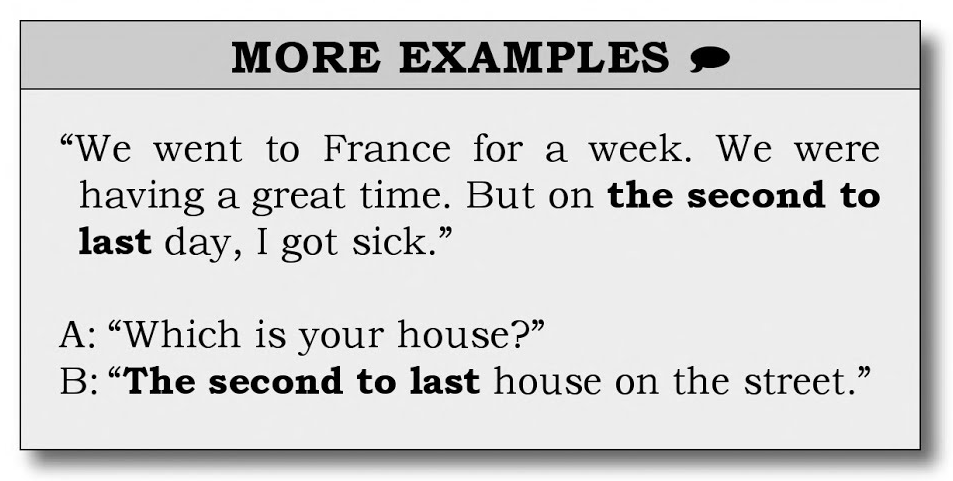 MORE EXAMPLES
“We went to France for a week. We were
having a great time. But on the second to
last day, I got sick.”
A: “Which is your house?”
B: “The second to last house on the street.”